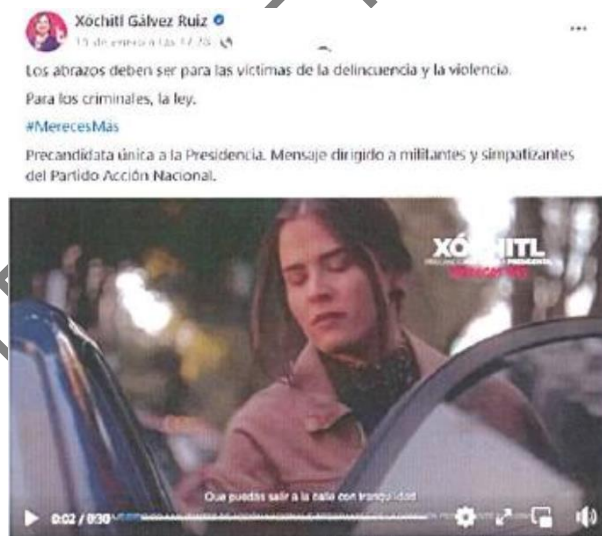 Xóchitl Gálvez Ruiz
15 de enero a las 17:28
Los abrazos deben ser para las víctimas de la delincuencia y la violencia.
Para los criminales, la ley.
#MerecesMás
Precandidata única a la Presidencia. Mensaje dirigido a militantes y simpatizantes
del Partido Acción Nacional.
XÓCHITL
Que puedas salir a la calle con tranquilidad
0:02 / 0:30